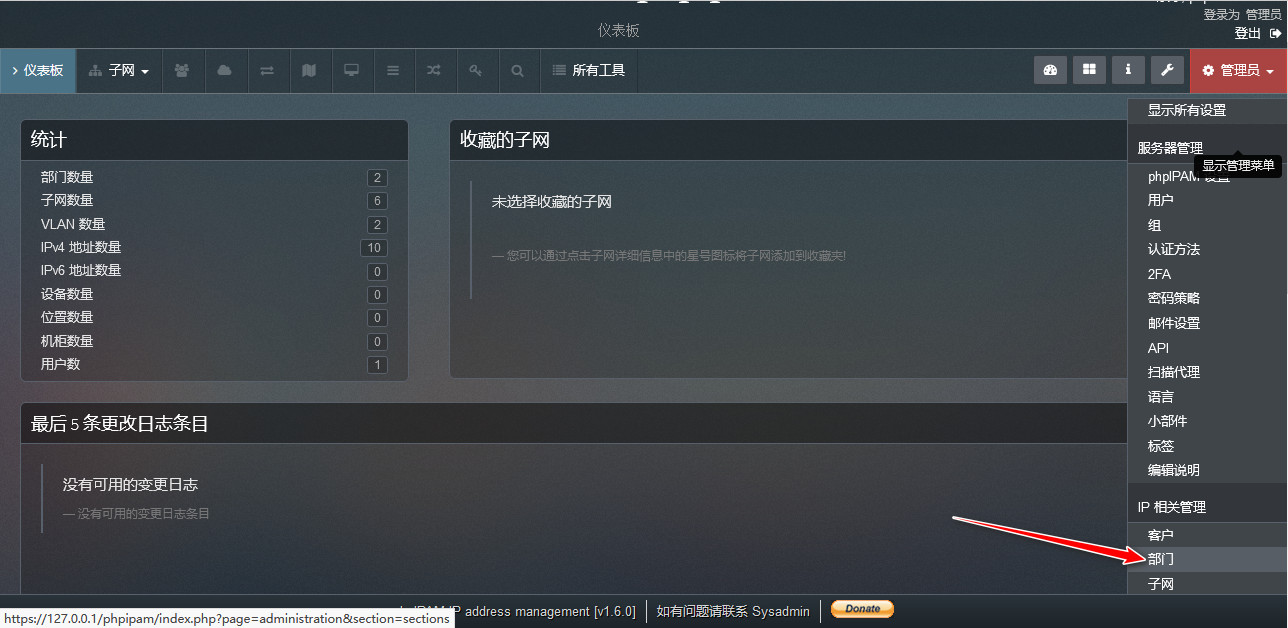 登录为 管理员
仪表板
登出
仪表板
子网
所有工具
管理员
统计
部门数量 2
子网数量 6
VLAN 数量 2
IPv4 地址数量 10
IPv6 地址数量 0
设备数量 0
位置数量 0
机柜数量 0
用户数 1
收藏的子网
未选择收藏的子网
— 您可以通过点击子网详细信息中的星号图标将子网添加到收藏夹!
最后 5 条更改日志条目
没有可用的变更日志
— 没有可用的变更日志条目
显示所有设置
服务器管理
显示管理菜单
phpIPAM 设置
用户
组
认证方法
2FA
密码策略
邮件设置
API
扫描代理
语言
小部件
标签
编辑说明
IP 相关管理
客户
部门
子网
IP address management [v1.6.0]
如有问题请联系 Sysadmin
Donate
https://127.0.0.1/phpipam/index.php?page=administration&section=sections